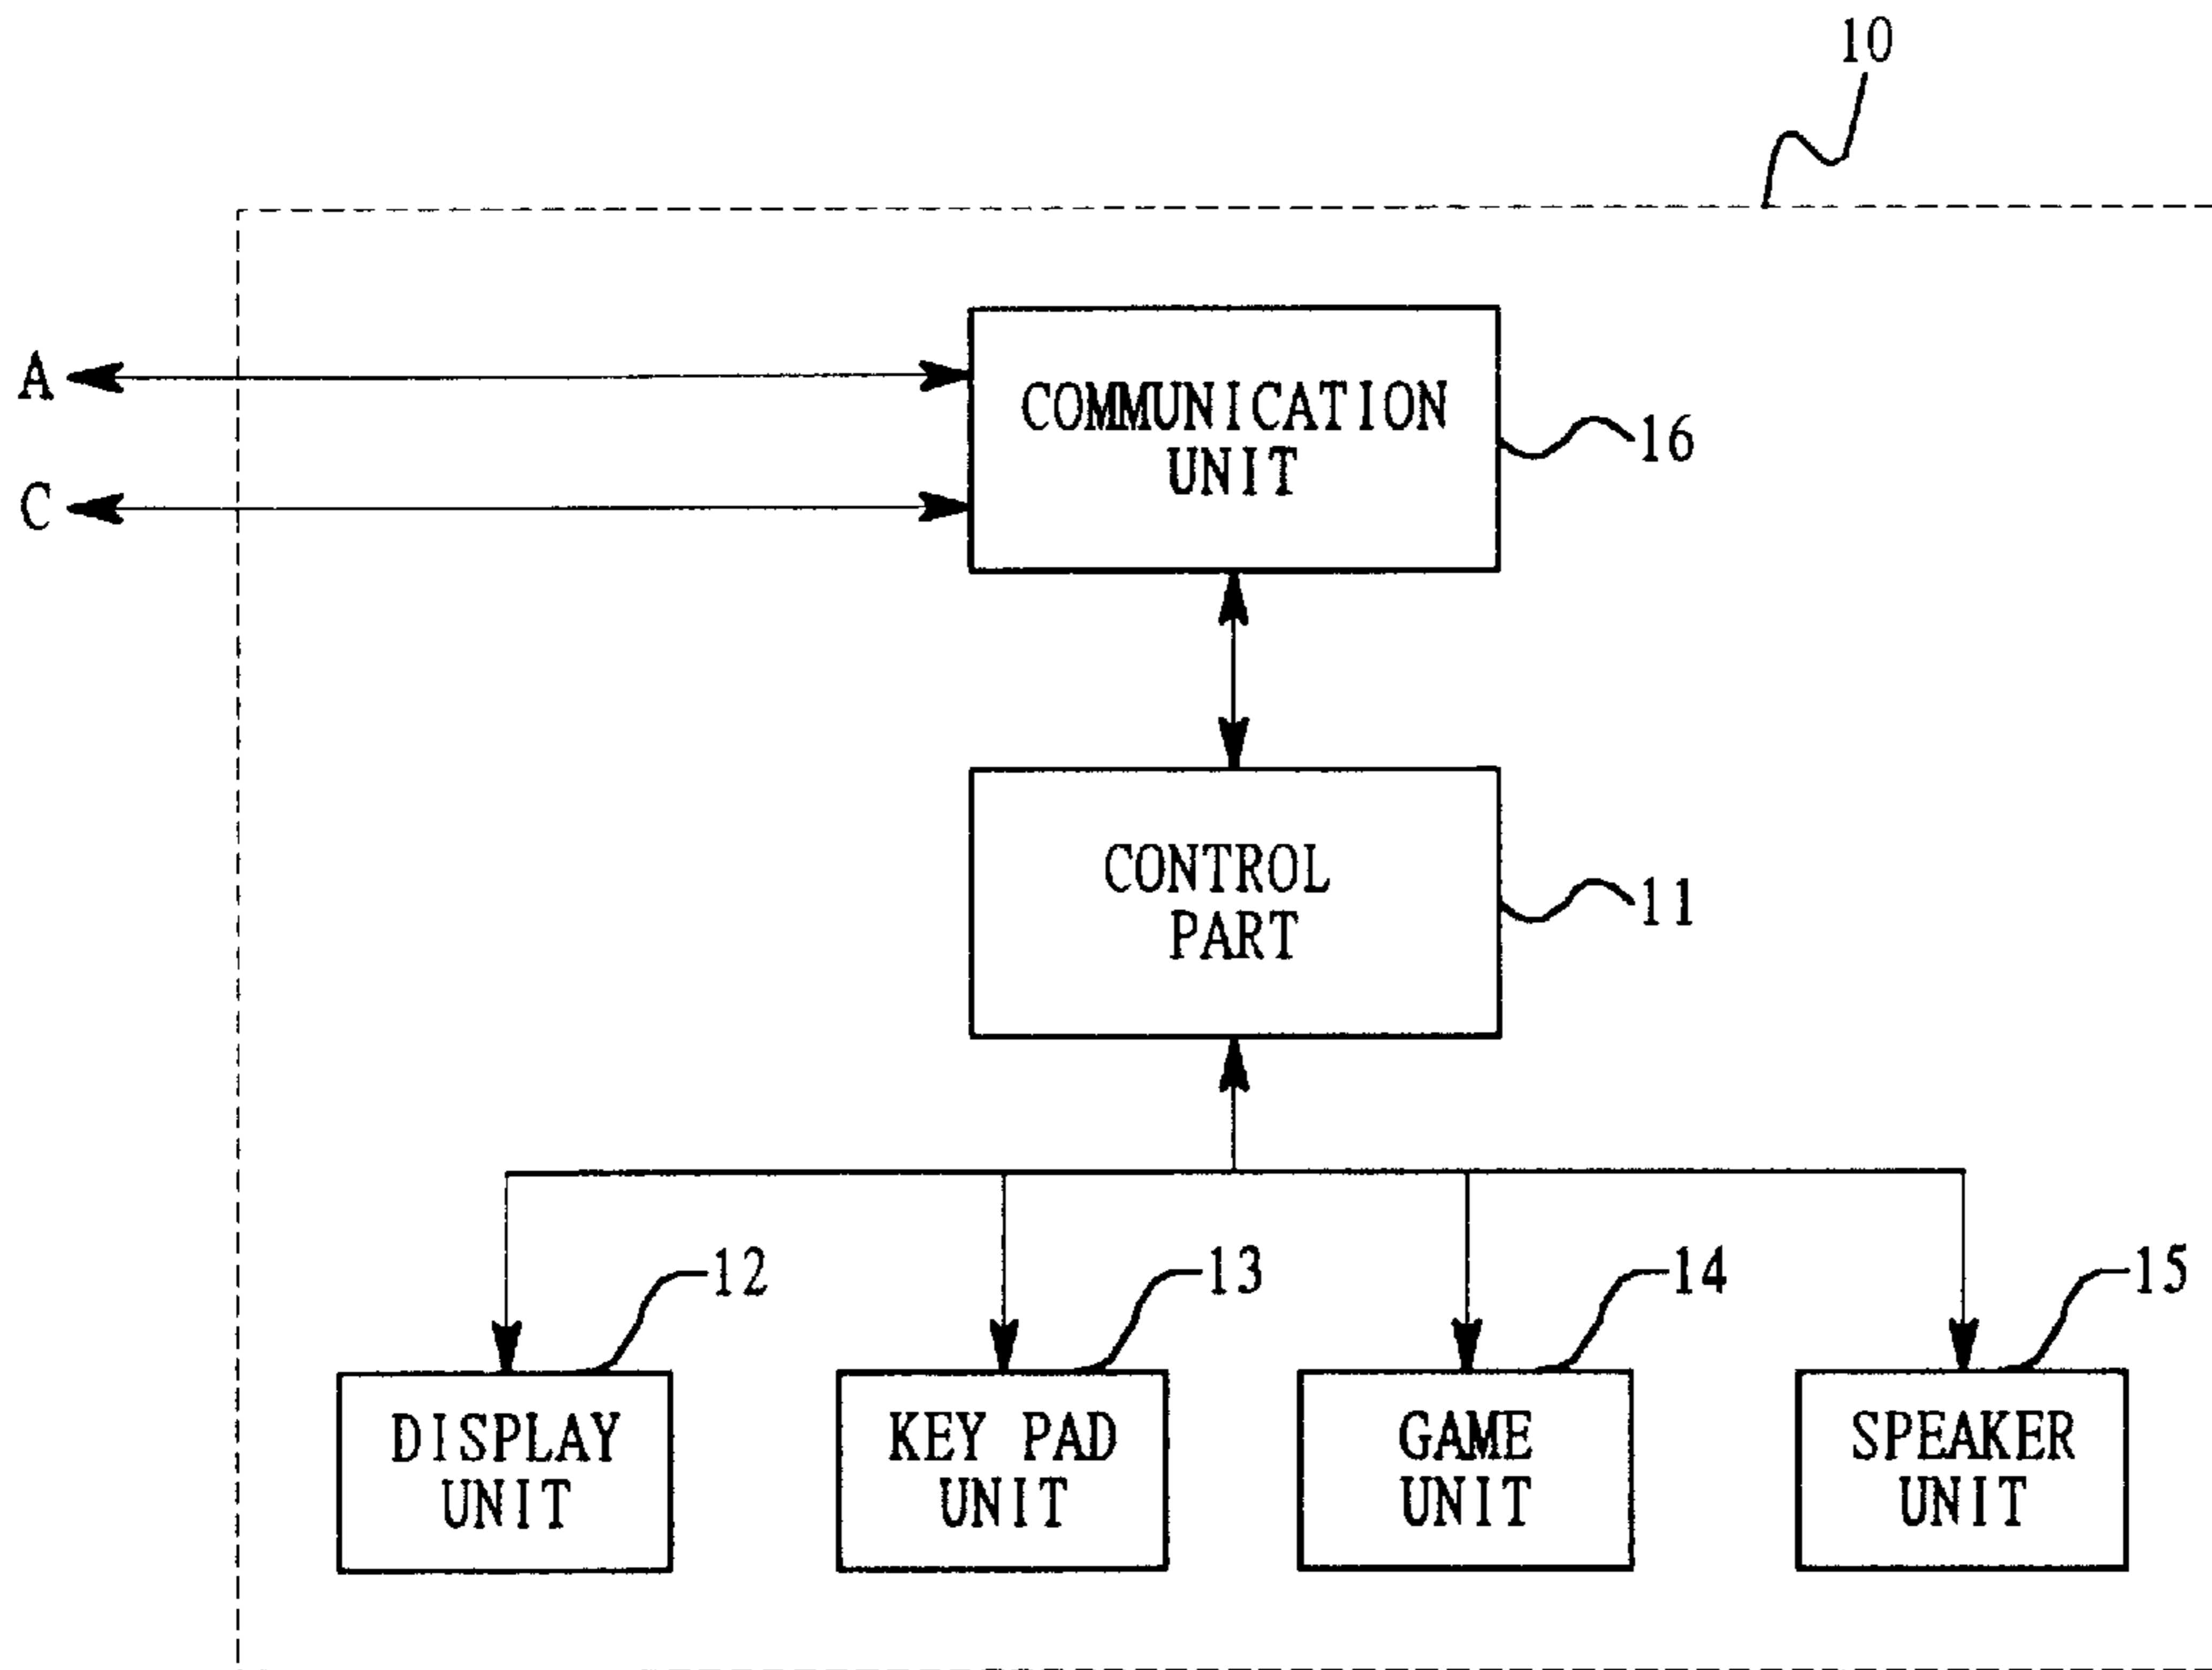 10
A
COMMUNICATION
UNIT
16
C
CONTROL
PART
11
12
13
14
15
DISPLAY
UNIT
KEY PAD
UNIT
GAME
UNIT
SPEAKER
UNIT